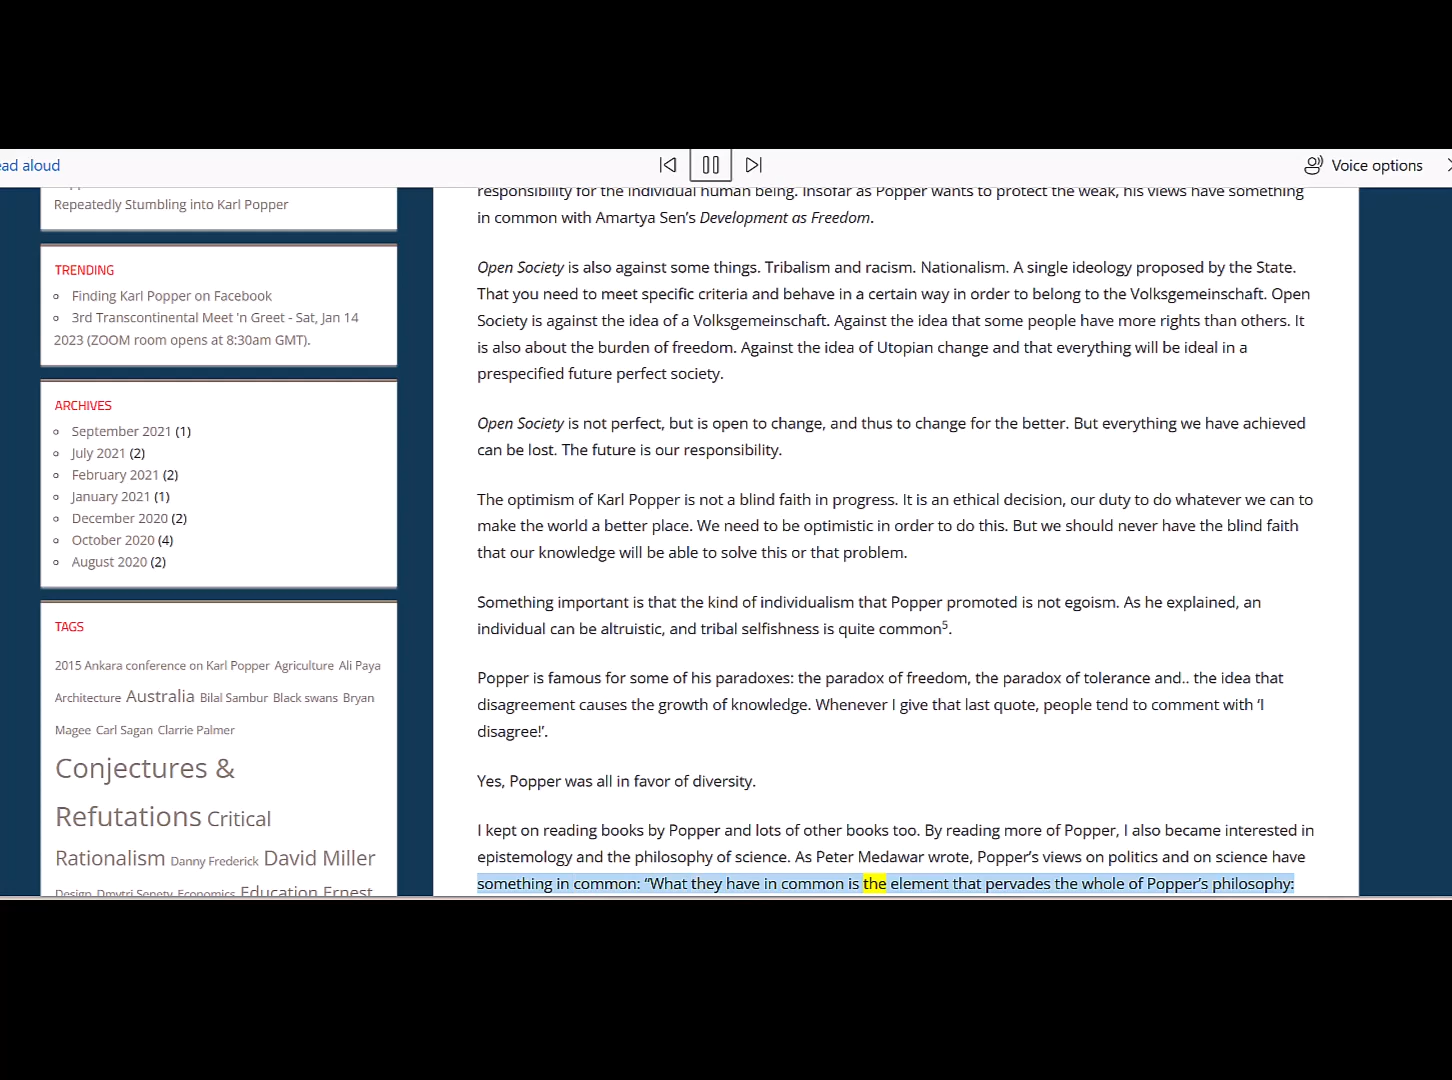 ead aloud
Voice options
Repeatedly Stumbling into Karl Popper
TRENDING
Finding Karl Popper on Facebook
3rd Transcontinental Meet 'n Greet - Sat, Jan 14
2023 (ZOOM room opens at 8:30am GMT).
ARCHIVES
September 2021 (1)
July 2021 (2)
February 2021 (2)
January 2021 (1)
December 2020 (2)
October 2020 (4)
August 2020 (2)
TAGS
2015 Ankara conference on Karl Popper Agriculture Ali Paya
Architecture Australia Bilal Sambur Black swans Bryan
Magee Carl Sagan Clarrie Palmer
Conjectures &
Refutations Critical
Rationalism Danny Frederick David Miller
Design Dmytri Sepety Economics Education Ernest
responsibility for the individual human being. Insofar as Popper wants to protect the weak, his views have something
in common with Amartya Sen's Development as Freedom.
Open Society is also against some things. Tribalism and racism. Nationalism. A single ideology proposed by the State.
That you need to meet specific criteria and behave in a certain way in order to belong to the Volksgemeinschaft. Open
Society is against the idea of a Volksgemeinschaft. Against the idea that some people have more rights than others. It
is also about the burden of freedom. Against the idea of Utopian change and that everything will be ideal in a
prespecified future perfect society.
Open Society is not perfect, but is open to change, and thus to change for the better. But everything we have achieved
can be lost. The future is our responsibility.
The optimism of Karl Popper is not a blind faith in progress. It is an ethical decision, our duty to do whatever we can to
make the world a better place. We need to be optimistic in order to do this. But we should never have the blind faith
that our knowledge will be able to solve this or that problem.
Something important is that the kind of individualism that Popper promoted is not egoism. As he explained, an
individual can be altruistic, and tribal selfishness is quite common⁵.
Popper is famous for some of his paradoxes: the paradox of freedom, the paradox of tolerance and.. the idea that
disagreement causes the growth of knowledge. Whenever I give that last quote, people tend to comment with 'I
disagree!'.
Yes, Popper was all in favor of diversity.
I kept on reading books by Popper and lots of other books too. By reading more of Popper, I also became interested in
epistemology and the philosophy of science. As Peter Medawar wrote, Popper's views on politics and on science have
something in common: "What they have in common is the element that pervades the whole of Popper's philosophy: